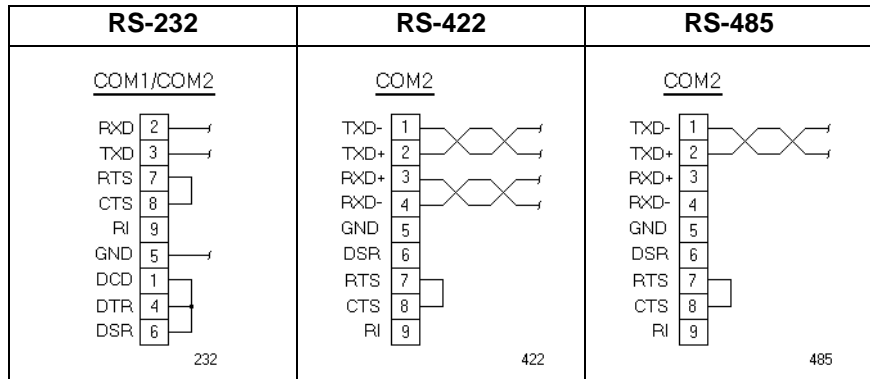 RS-232 RS-422 RS-485
COM1/COM2
RXD 2
TXD 3
RTS 7
CTS 8
RI 9
GND 5
DCD 1
DTR 4
DSR 6
232
COM2
TXD- 1
TXD+ 2
RXD+ 3
RXD- 4
GND 5
DSR 6
RTS 7
CTS 8
RI 9
422
COM2
TXD- 1
TXD+ 2
RXD+ 3
RXD- 4
GND 5
DSR 6
RTS 7
CTS 8
RI 9
485